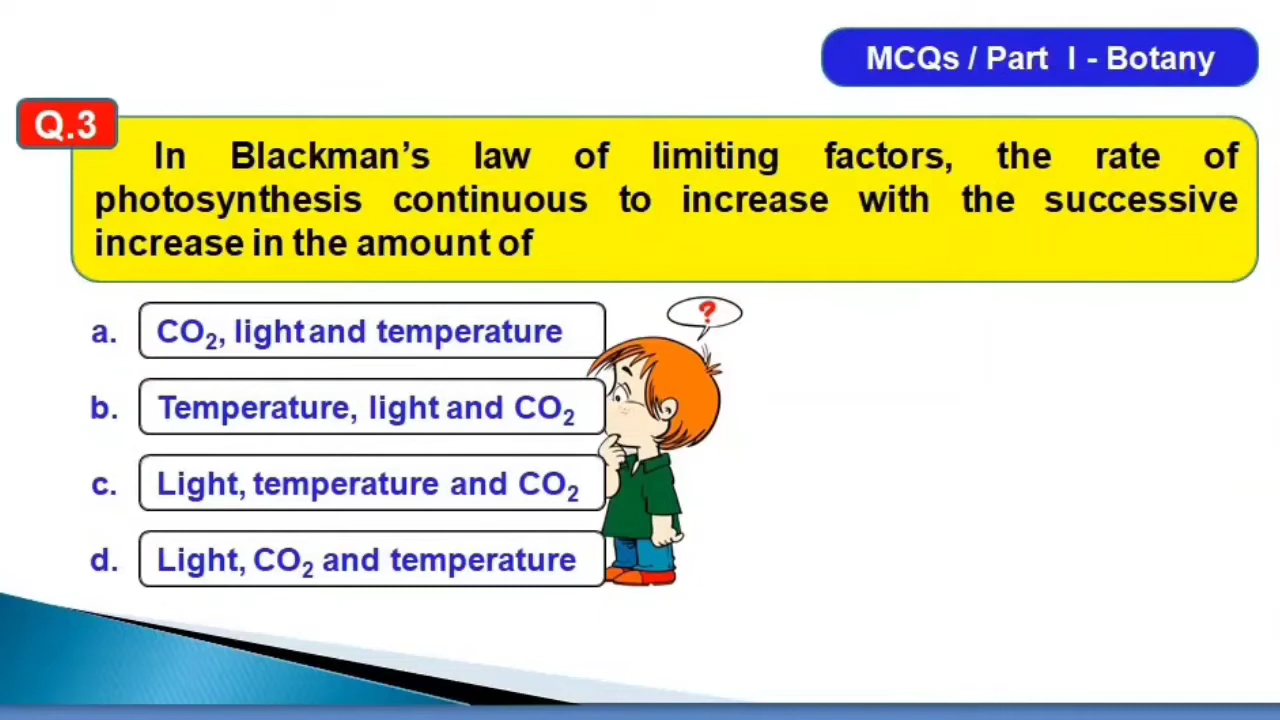 MCQs / Part I - Botany
Q.3
In Blackman’s law of limiting factors, the rate of
photosynthesis continuous to increase with the successive
increase in the amount of
a. CO₂, light and temperature
?
b. Temperature, light and CO₂
c. Light, temperature and CO₂
d. Light, CO₂ and temperature